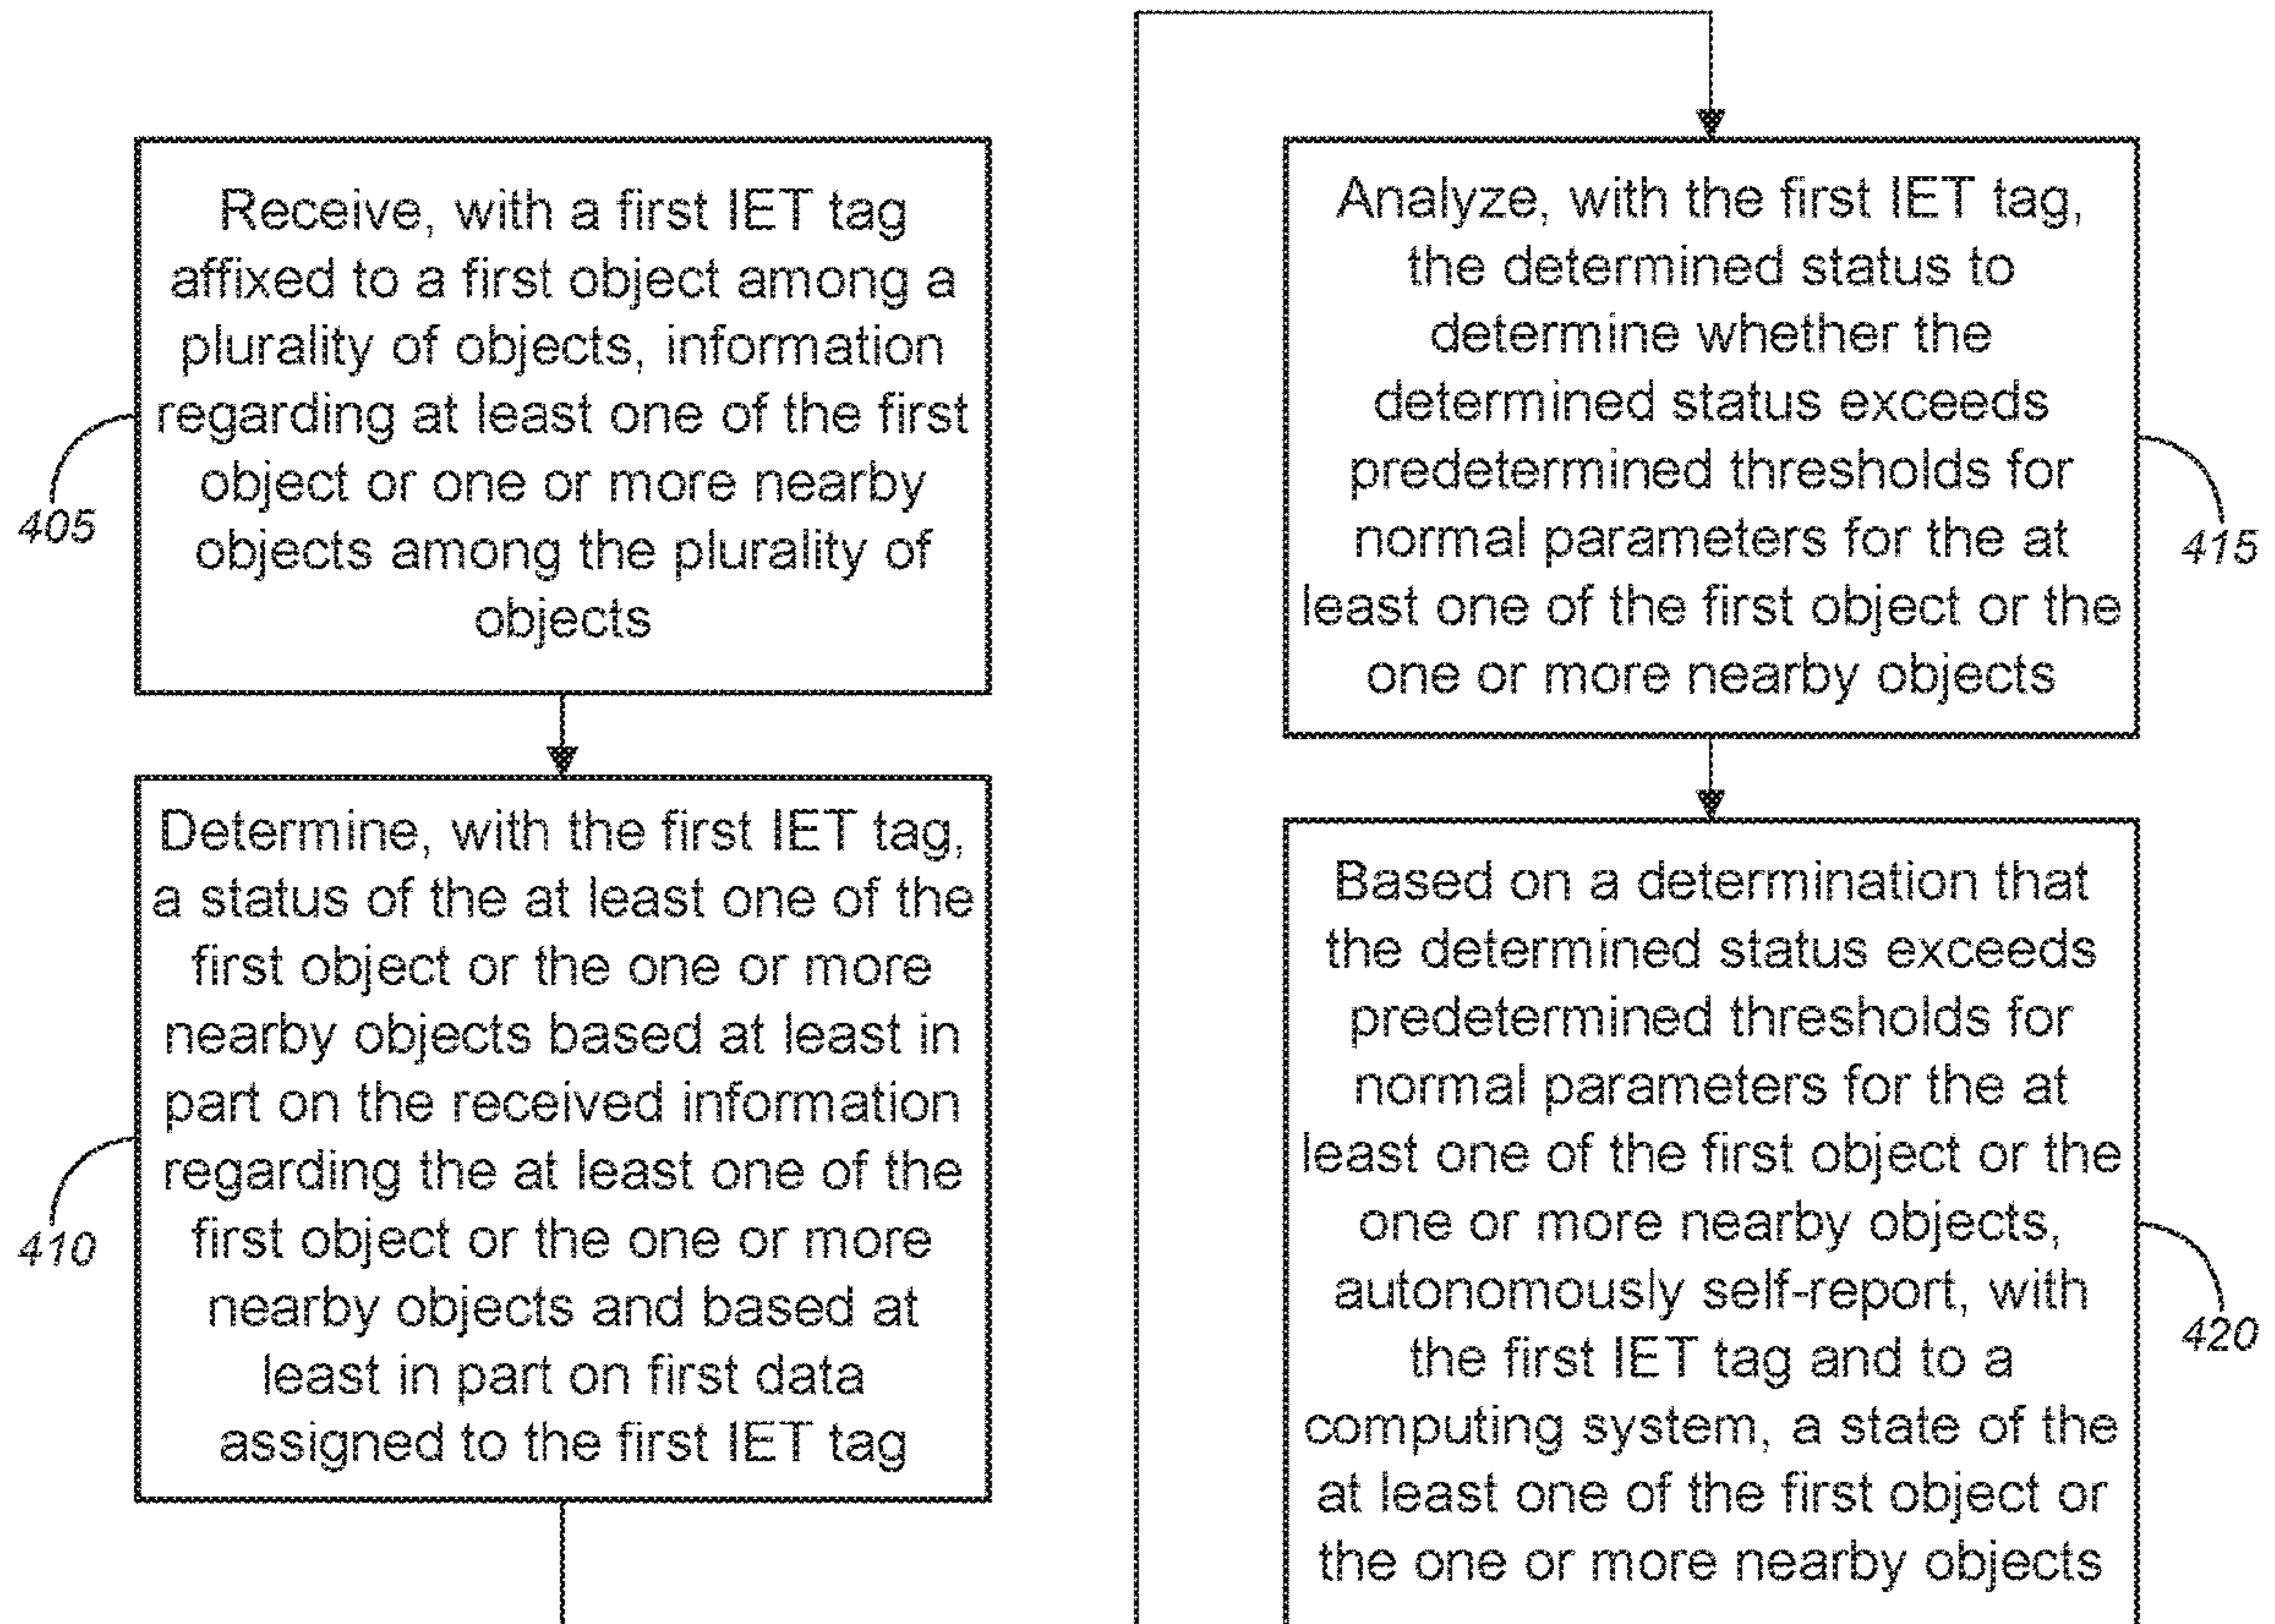 Receive, with a first IET tag
affixed to a first object among a
plurality of objects, information
regarding at least one of the first
object or one or more nearby
objects among the plurality of
objects
405
Determine, with the first IET tag,
a status of the at least one of the
first object or the one or more
nearby objects based at least in
part on the received information
regarding the at least one of the
first object or the one or more
nearby objects and based at
least in part on first data
assigned to the first IET tag
410
Analyze, with the first IET tag,
the determined status to
determine whether the
determined status exceeds
predetermined thresholds for
normal parameters for the at
least one of the first object or the
one or more nearby objects
415
Based on a determination that
the determined status exceeds
predetermined thresholds for
normal parameters for the at
least one of the first object or the
one or more nearby objects,
autonomously self-report, with
the first IET tag and to a
computing system, a state of the
at least one of the first object or
the one or more nearby objects
420